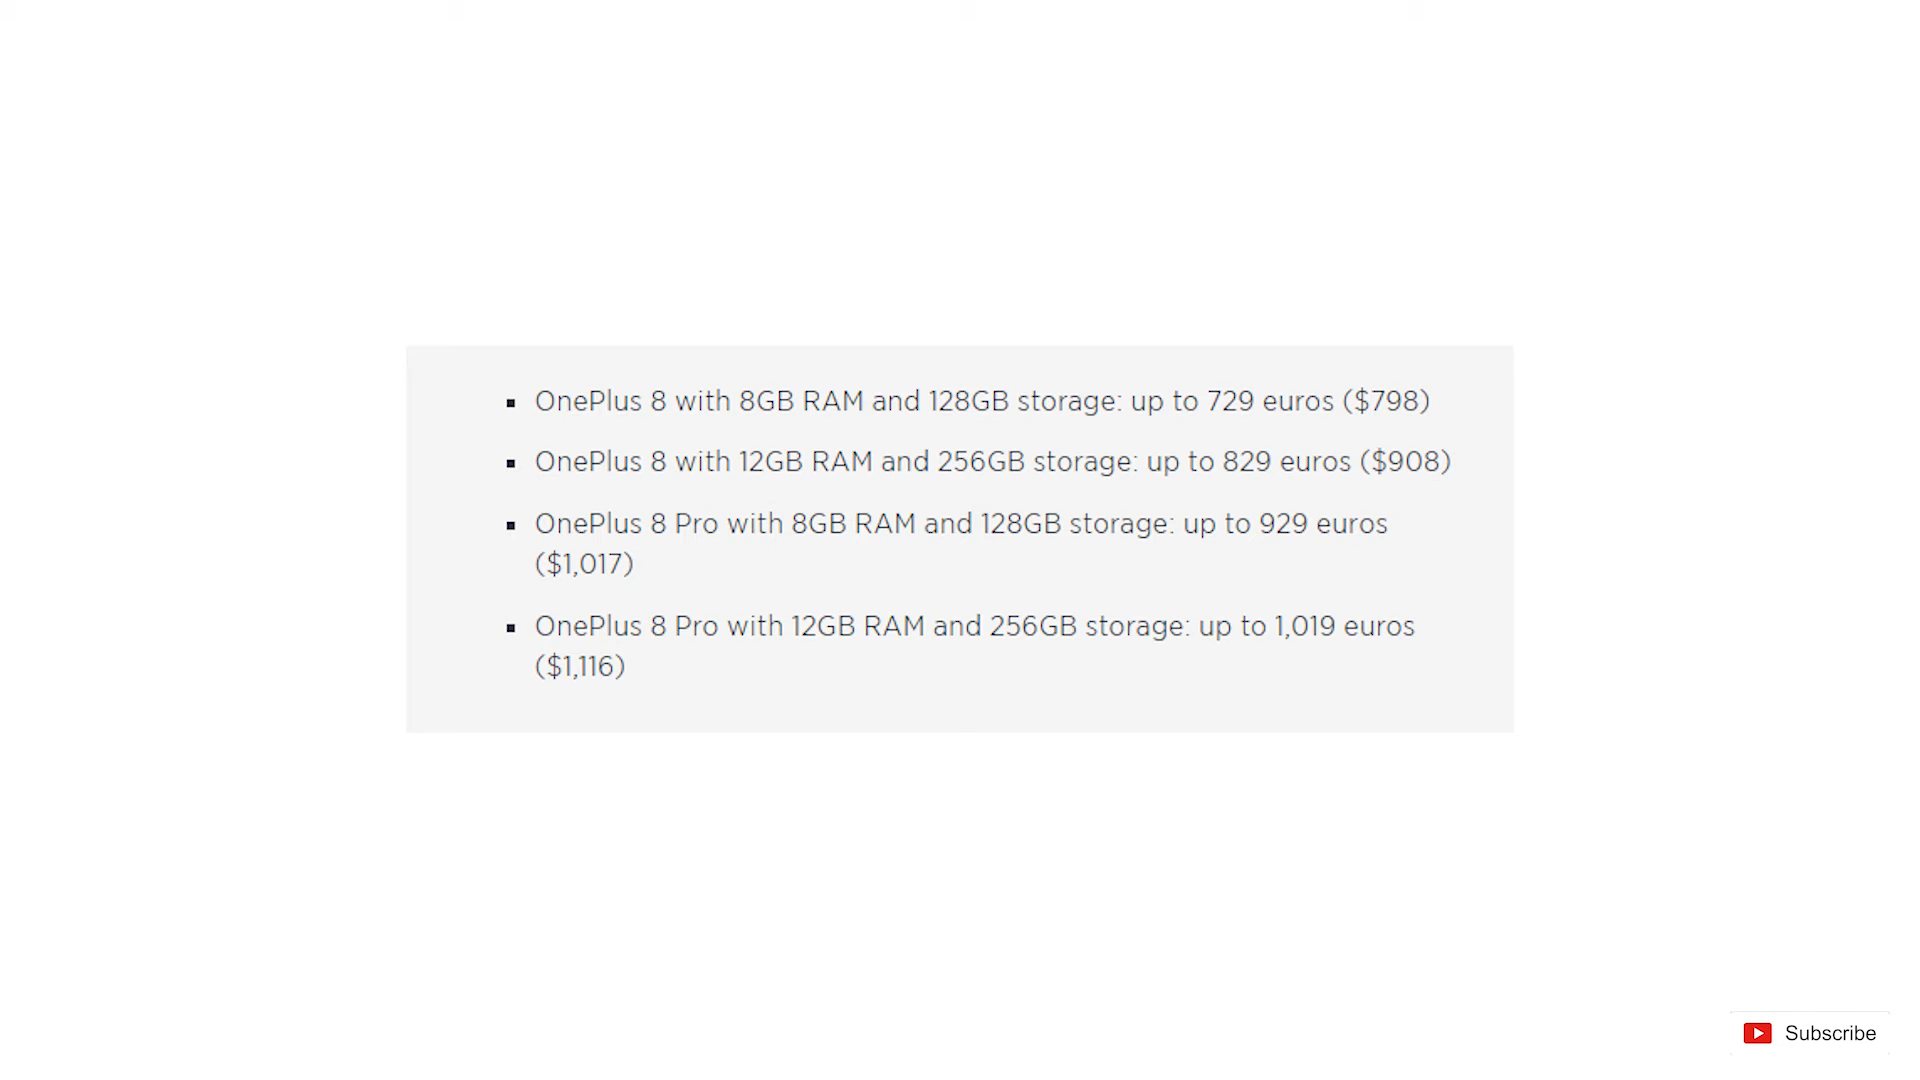 ▪ OnePlus 8 with 8GB RAM and 128GB storage: up to 729 euros ($798)
▪ OnePlus 8 with 12GB RAM and 256GB storage: up to 829 euros ($908)
▪ OnePlus 8 Pro with 8GB RAM and 128GB storage: up to 929 euros
($1,017)
▪ OnePlus 8 Pro with 12GB RAM and 256GB storage: up to 1,019 euros
($1,116)
Subscribe